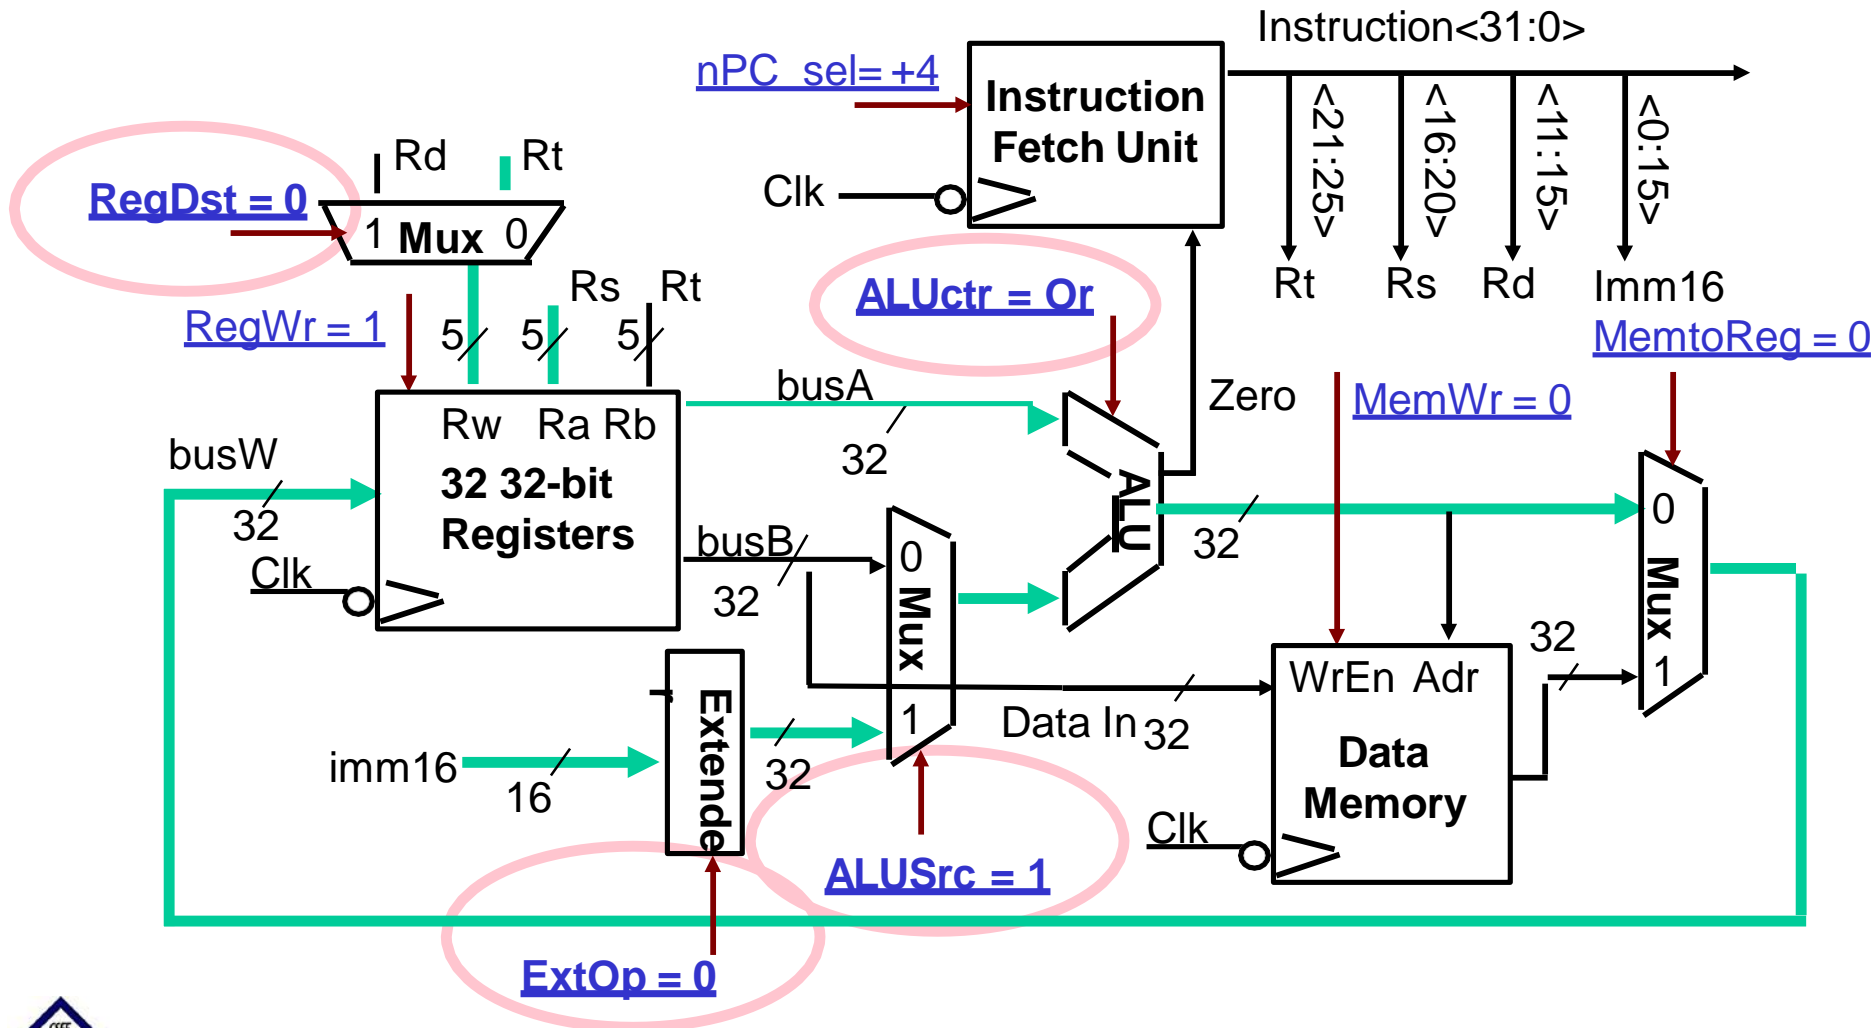 Instruction<31:0>
nPC_sel= +4
Instruction
Fetch Unit
Clk
<21:25>
<16:20>
<11:15>
<0:15>
Rt
Rs
Rd
Imm16
Rd
Rt
RegDst = 0
1 Mux 0
ALUctr = Or
RegWr = 1
Rs
Rt
5
5
5
MemtoReg = 0
MemWr = 0
Zero
busA
32
Rw Ra Rb
32 32-bit
Registers
busW
32
Clk
busB
32
0
Mux
1
ALU
32
0
Mux
1
32
WrEn Adr
Data
Memory
Data In
32
Clk
imm16
16
Extende
r
32
ALUSrc = 1
ExtOp = 0